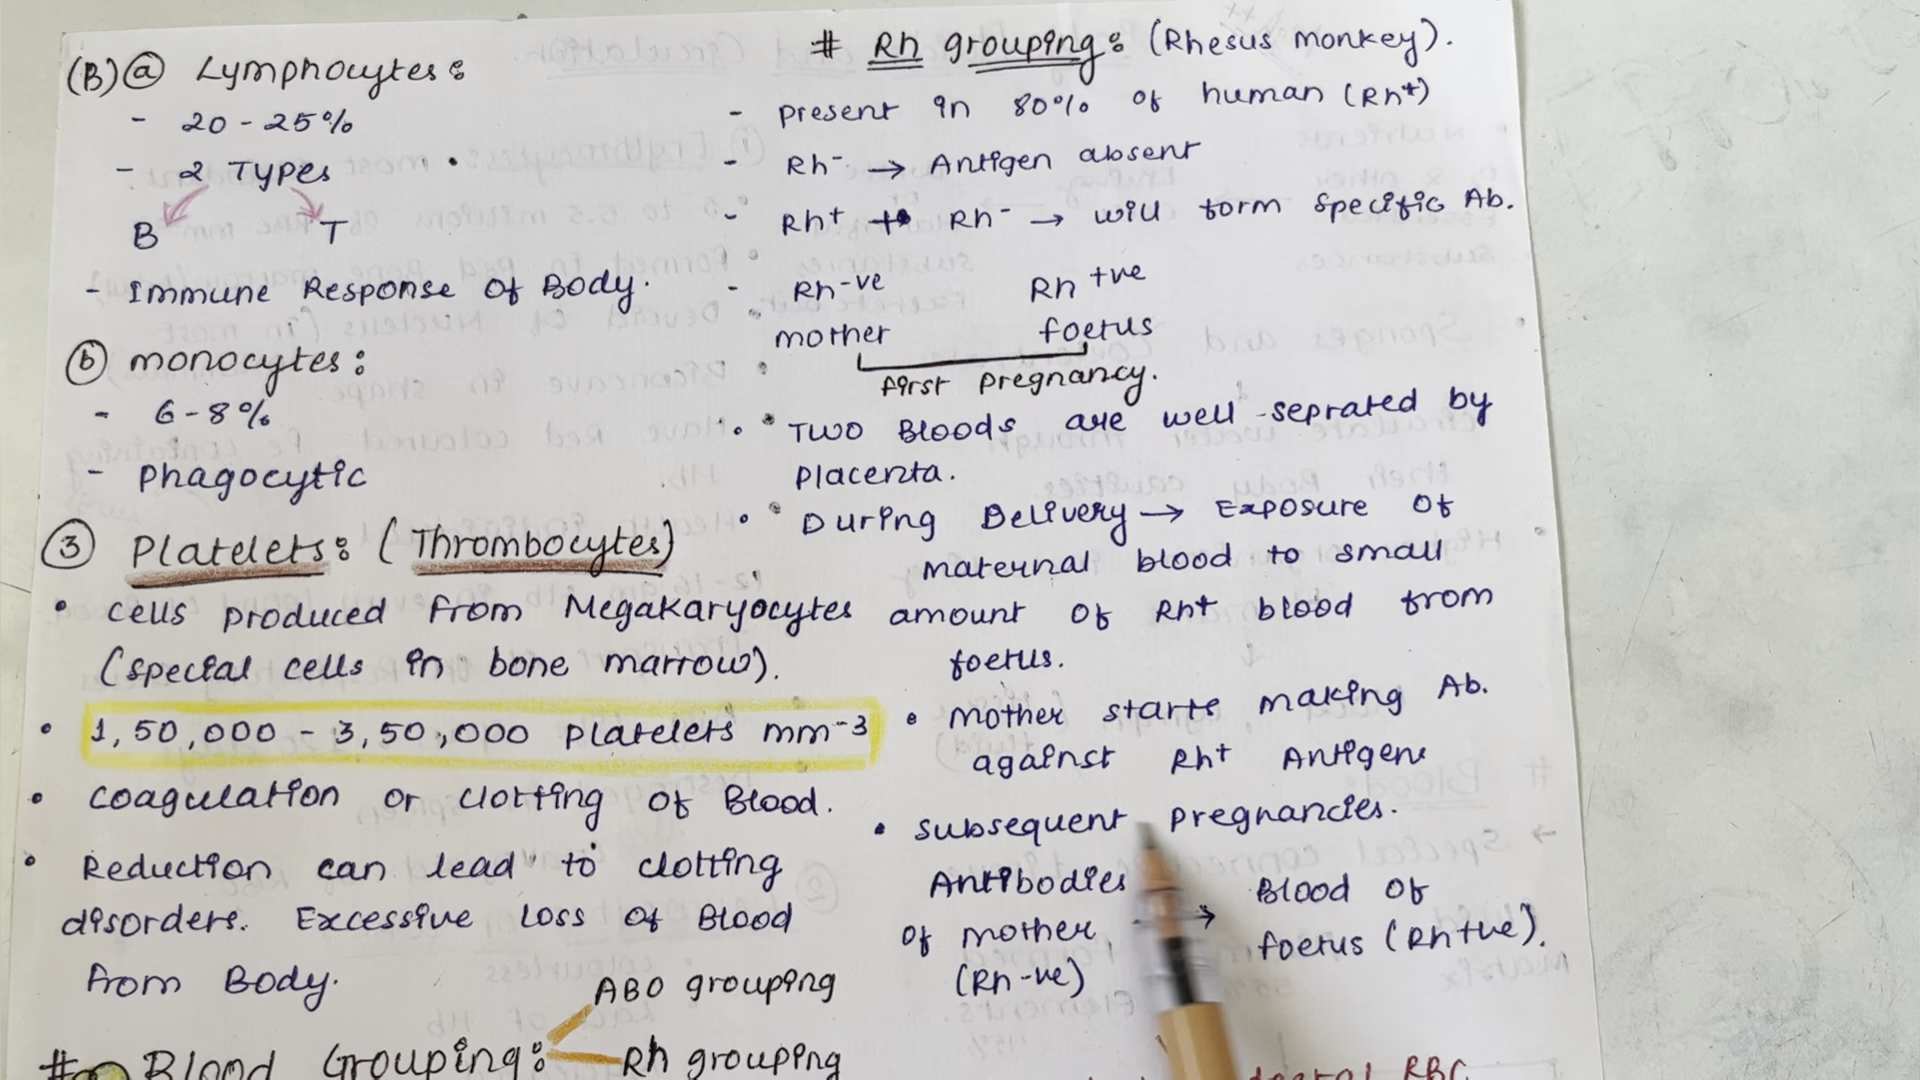 (B) ⓐ Lymphocytes:
- 20 - 25%
- 2 Types
B T
- Immune Response of Body.
ⓑ monocytes:
- 6-8%
- Phagocytic
③ Platelets: (Thrombocytes)
• cells produced from Megakaryocytes
(special cells in bone marrow).
• 1,50,000 - 3,50,000 platelets mm-3
• coagulation or clotting of Blood.
• Reduction can lead to clotting
disorders. Excessive loss of Blood
from Body.
# Blood Grouping:
ABO grouping
Rh grouping
# Rh grouping: (Rhesus monkey).
- present in 80% of human (Rh+)
- Rh- → Antigen absent
- Rh+ Rh- → will form specific Ab.
- Rh-ve Rh+ve
mother foetus
first pregnancy.
• Two Bloods are well seprated by
placenta.
• During Delivery → Exposure of
maternal blood to small
amount of Rh+ blood from
foetus.
• mother starts making Ab.
against Rh+ Antigens
• subsequent pregnancies.
Antibodies → Blood of
of mother, foetus (Rh+ve).
(Rh-ve)
RBC